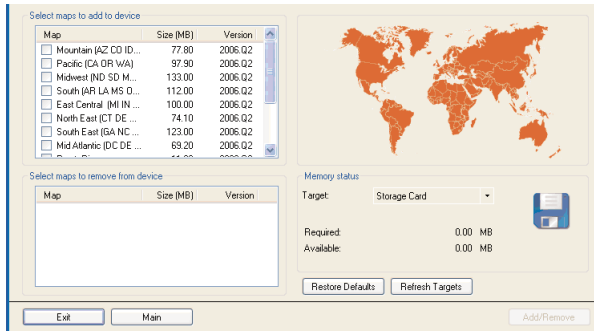 Select maps to add to device
Map Size (MB) Version
Mountain (AZ CO ID... 77.80 2006.Q2
Pacific (CA OR WA) 97.90 2006.Q2
Midwest (ND SD M... 133.00 2006.Q2
South (AR LA MS O... 112.00 2006.Q2
East Central (MI IN ... 100.00 2006.Q2
North East (CT DE ... 74.10 2006.Q2
South East (GA NC ... 123.00 2006.Q2
Mid Atlantic (DC DE ... 69.20 2006.Q2
Select maps to remove from device
Map Size (MB) Version
Memory status
Target: Storage Card
Required: 0.00 MB
Available: 0.00 MB
Restore Defaults Refresh Targets
Exit Main Add/Remove